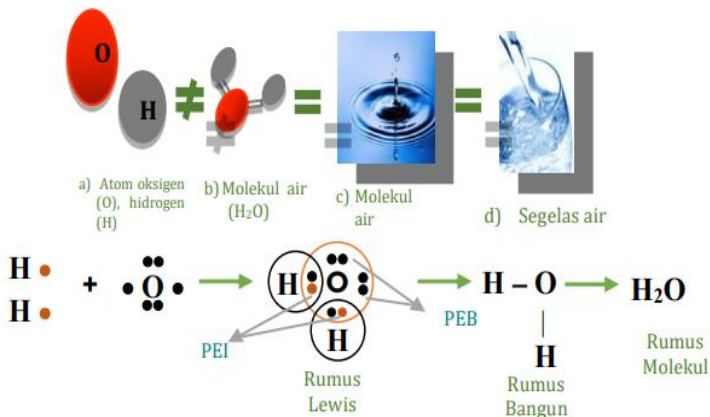 O
H
≠
=
=
a) Atom oksigen
(O), hidrogen
(H)
b) Molekul air
(H₂O)
c) Molekul
air
d) Segelas air
H •
H •
+
O
H O
H
PEI
PEB
Rumus
Lewis
H – O
|
H
Rumus
Bangun
H₂O
Rumus
Molekul